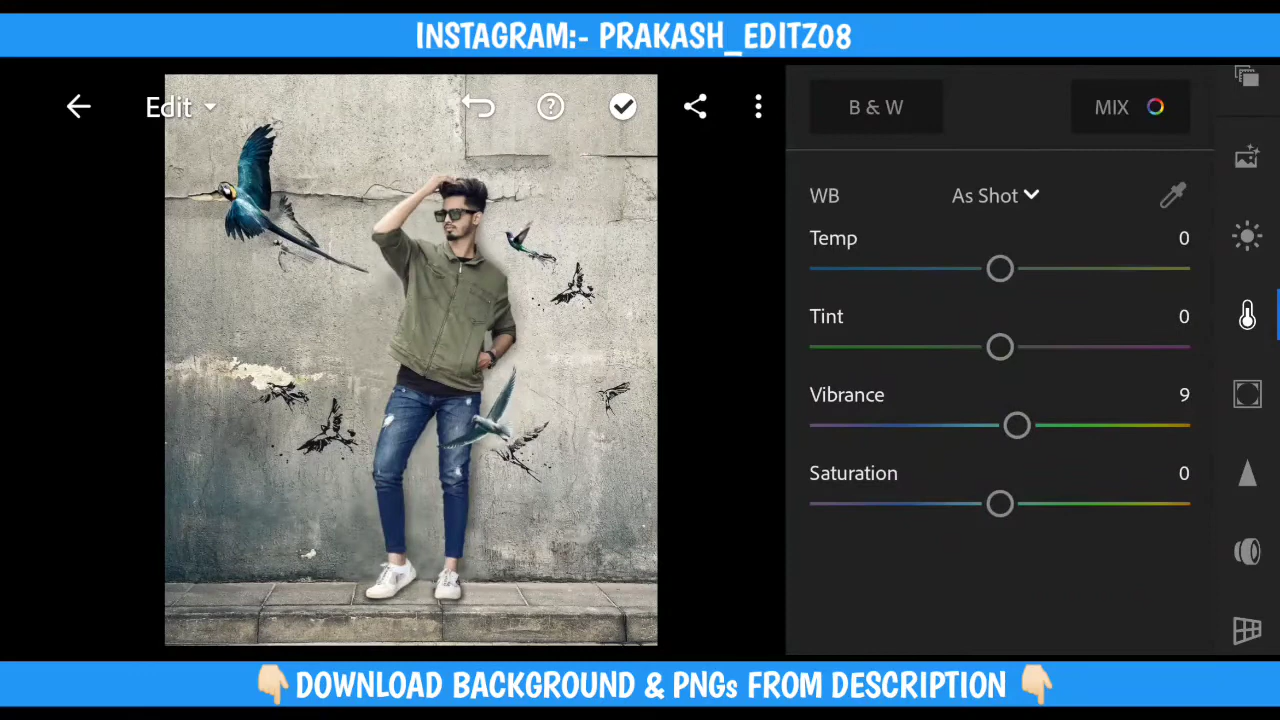 INSTAGRAM:- PRAKASH_EDITZ08
Edit
B & W
MIX
WB
As Shot
Temp
0
Tint
0
Vibrance
9
Saturation
0
👇🏻DOWNLOAD BACKGROUND & PNGs FROM DESCRIPTION 👇🏻